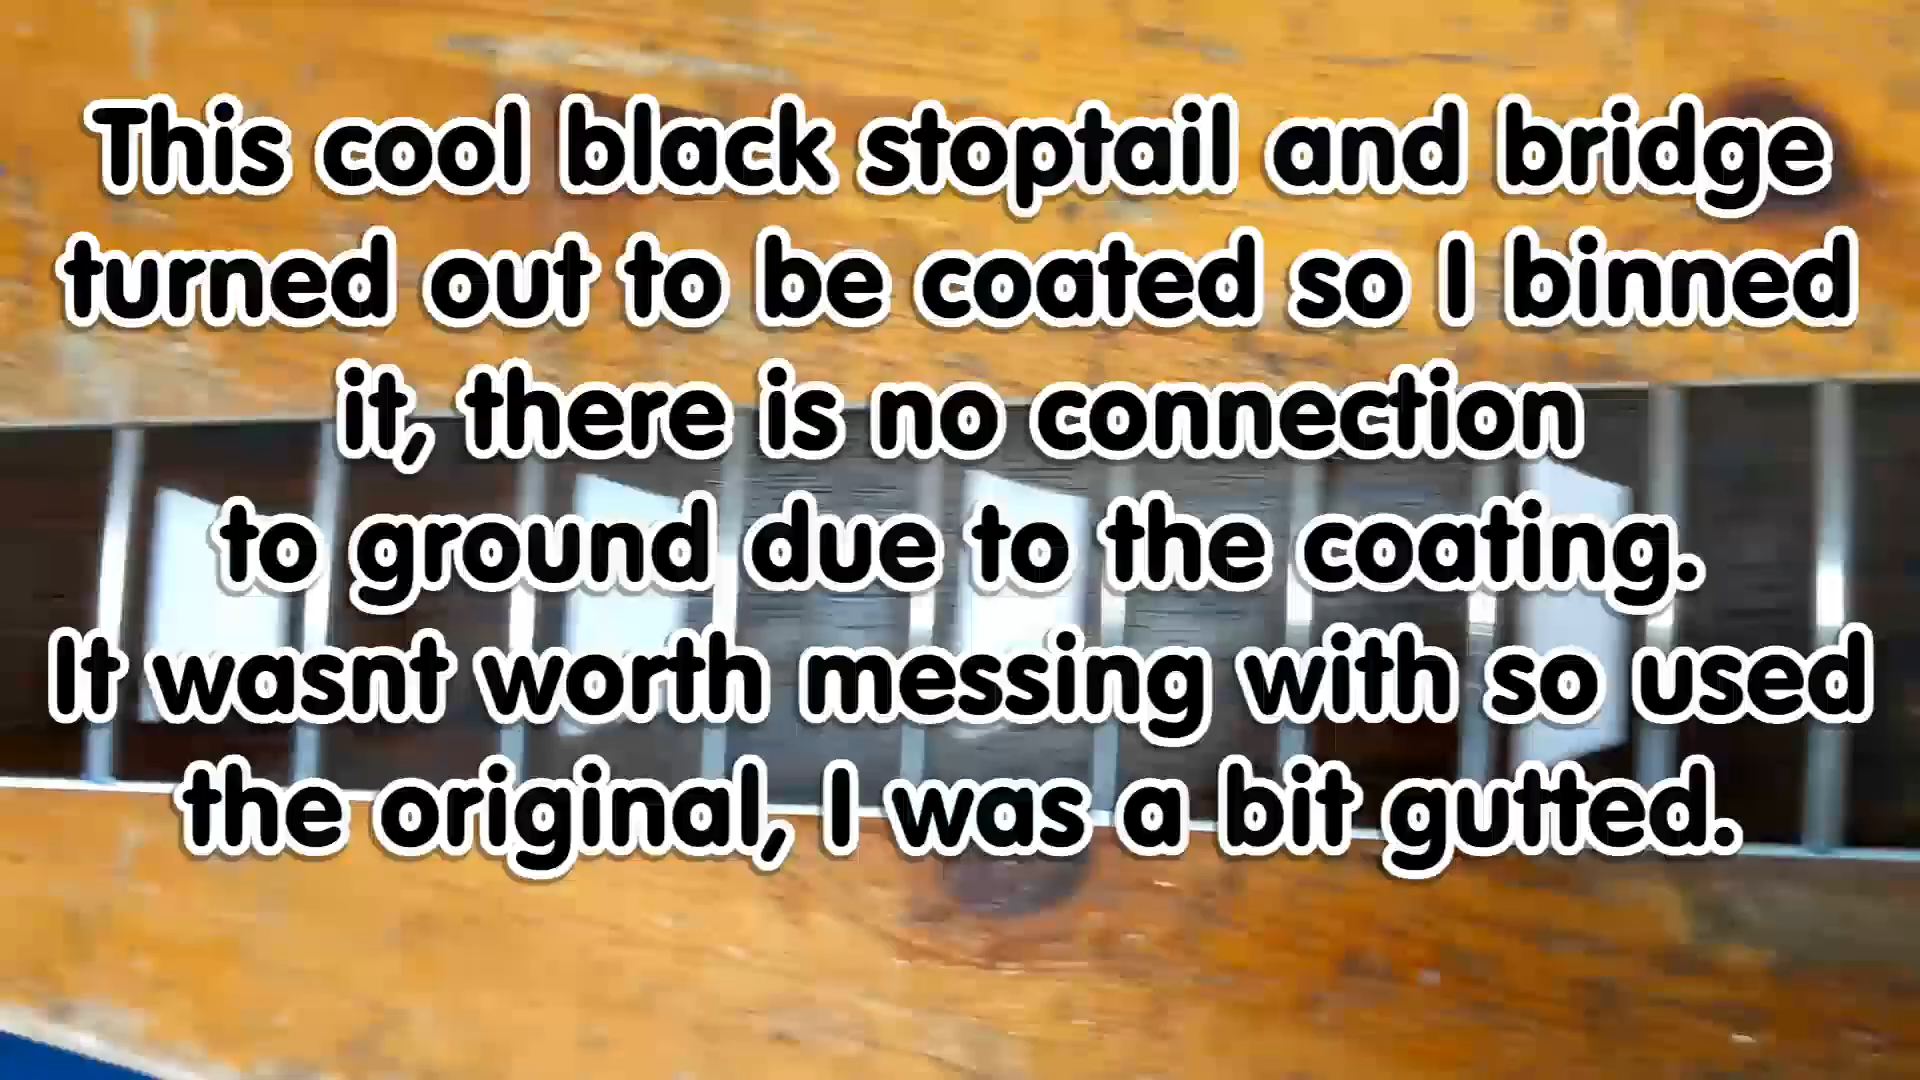 This cool black stoptail and bridge
turned out to be coated so I binned
it, there is no connection
to ground due to the coating.
It wasnt worth messing with so used
the original, I was a bit gutted.